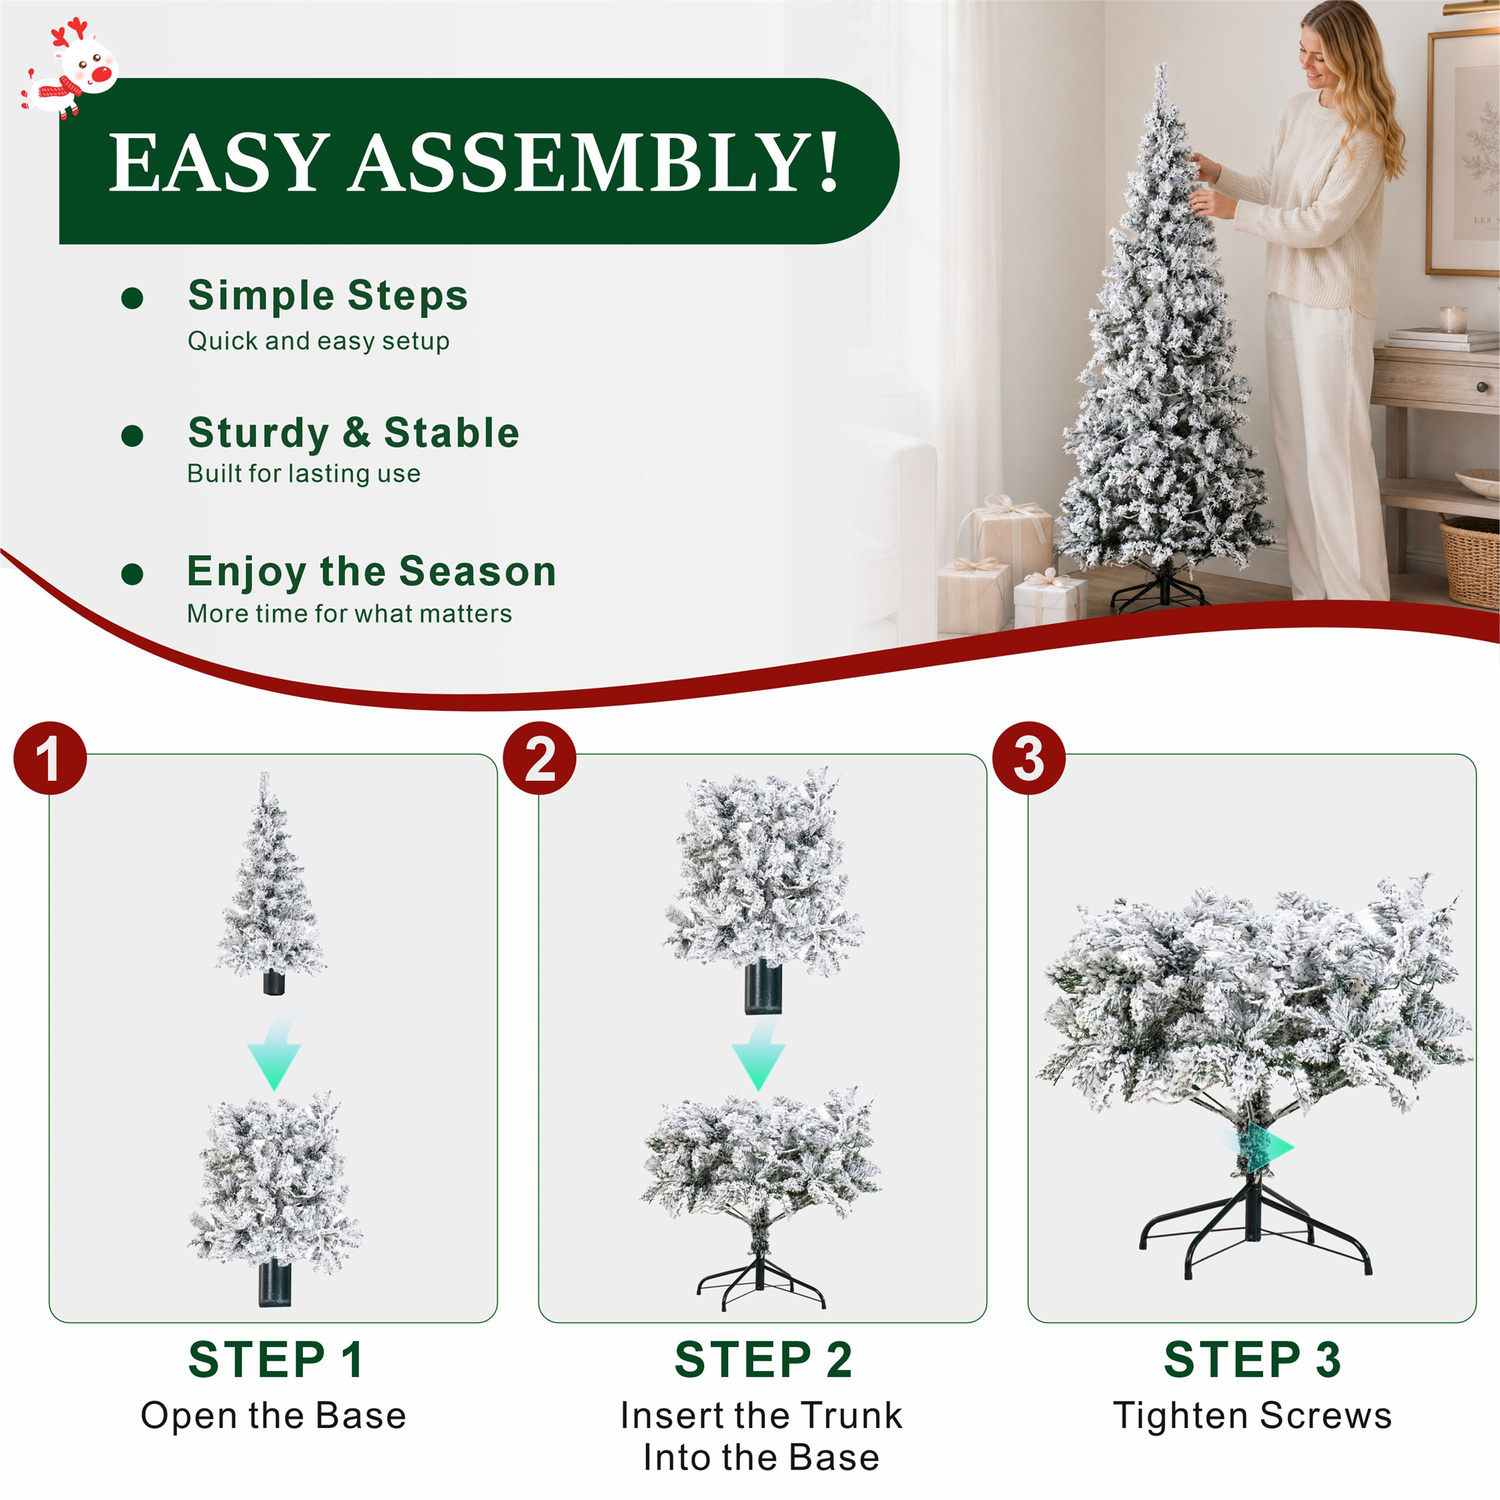 EASY ASSEMBLY!
Simple Steps
Quick and easy setup
Sturdy & Stable
Built for lasting use
Enjoy the Season
More time for what matters
LES
1
2
3
STEP 1
Open the Base
STEP 2
Insert the Trunk
Into the Base
STEP 3
Tighten Screws